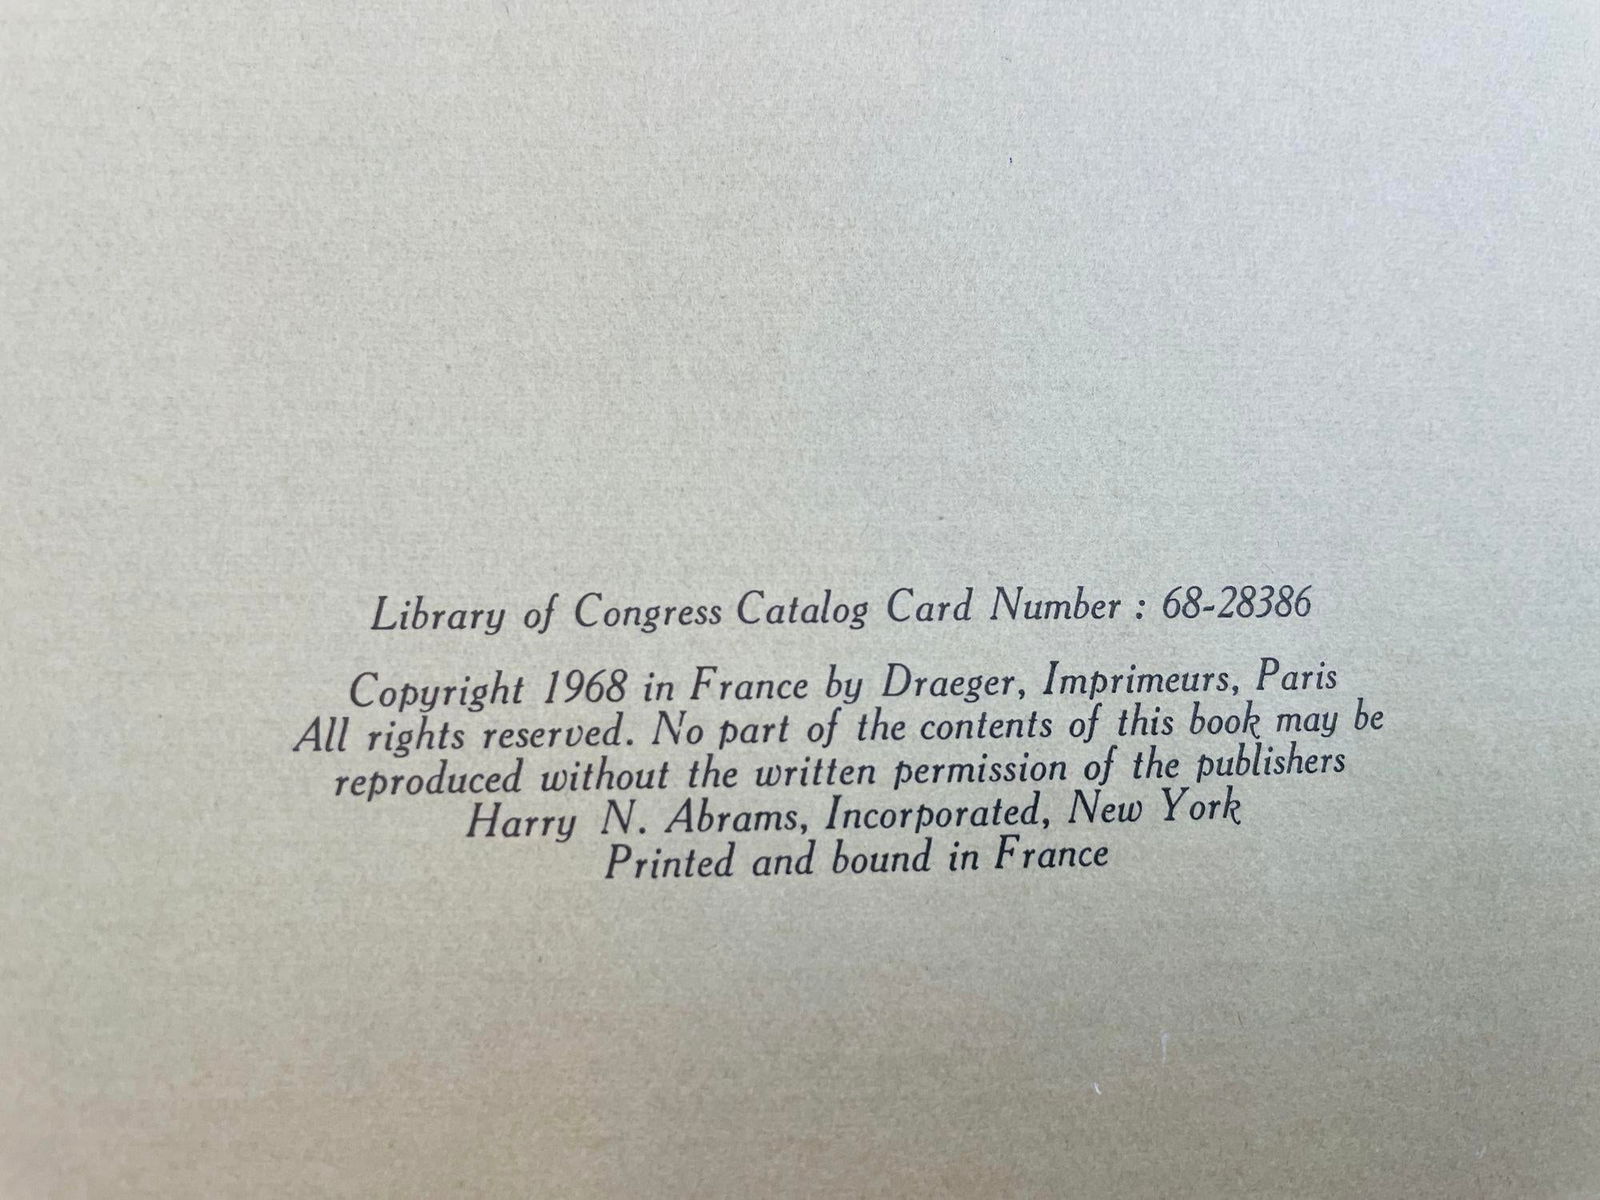 Library of Congress Catalog Card Number : 68-28386
Copyright 1968 in France by Draeger, Imprimeurs, Paris
All rights reserved. No part of the contents of this book may be
reproduced without the written permission of the publishers
Harry N. Abrams, Incorporated, New York
Printed and bound in France